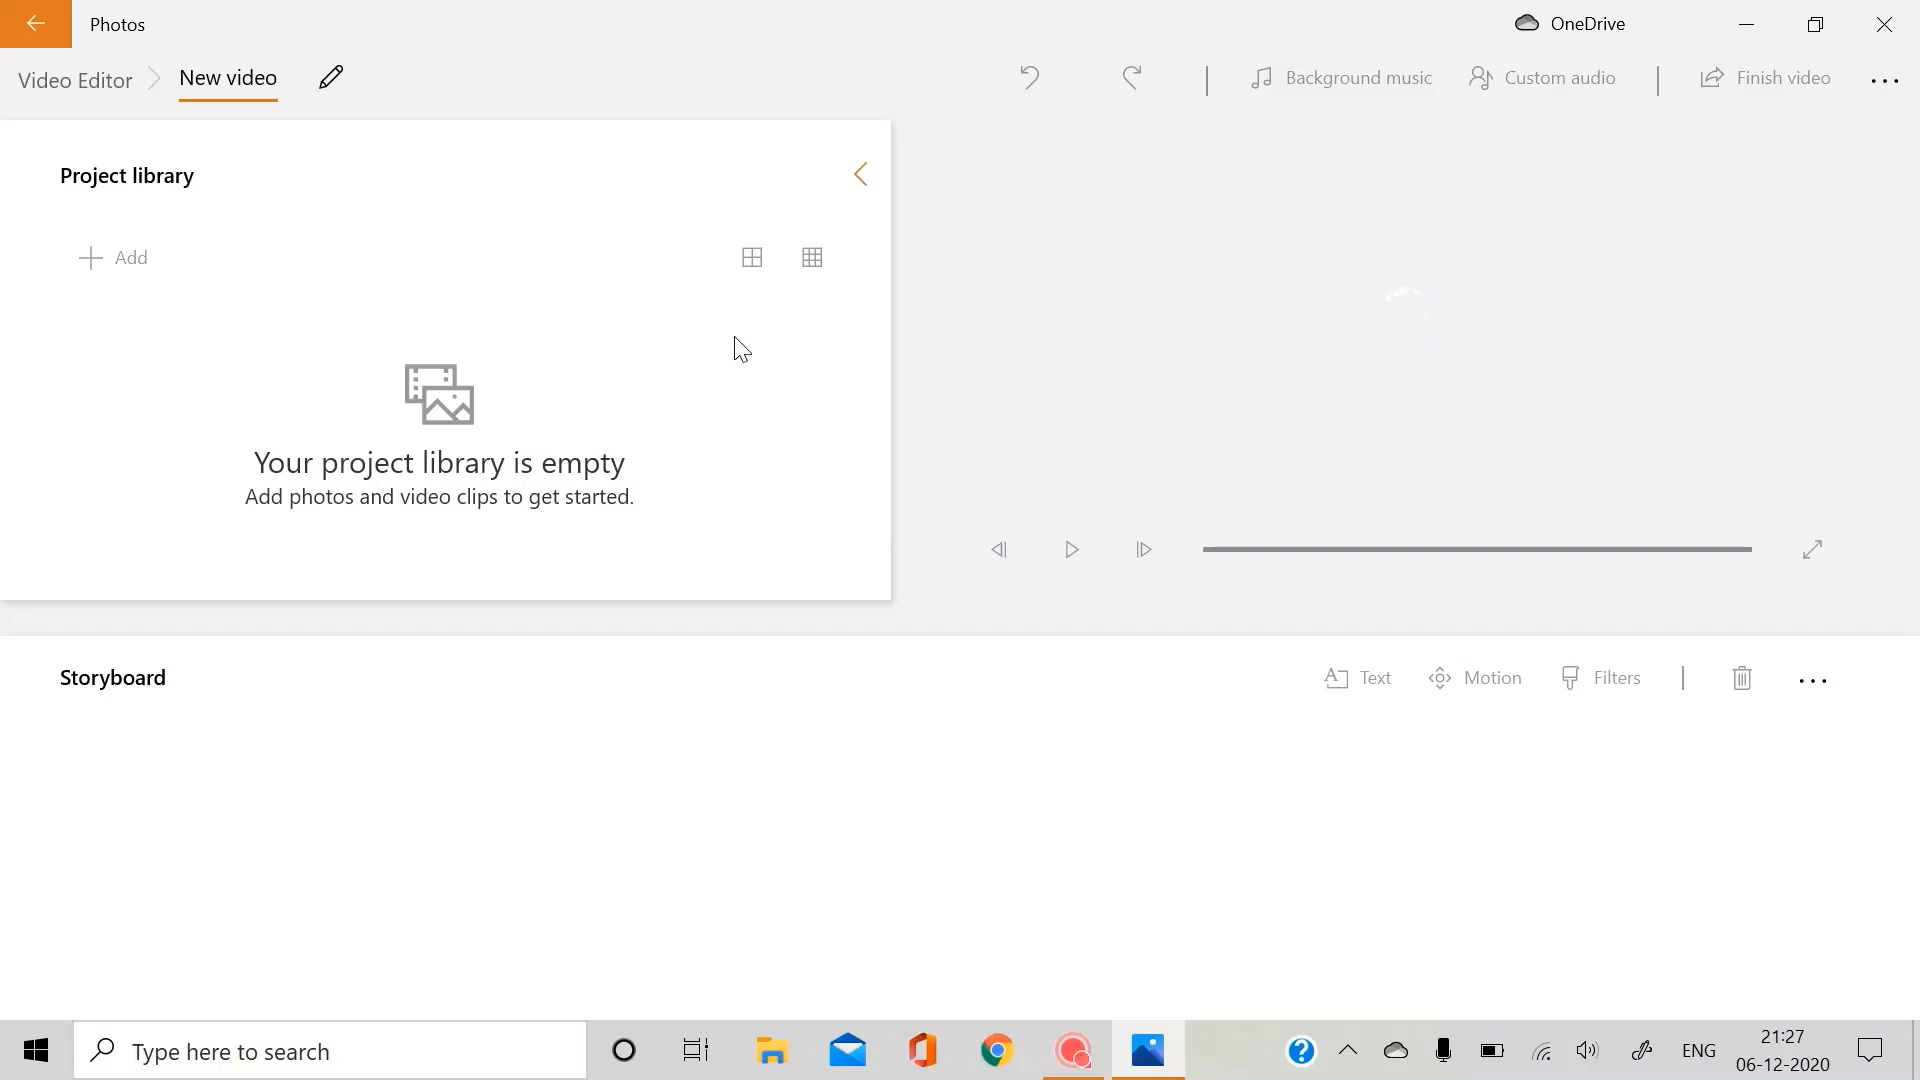 Photos
OneDrive
Video Editor
New video
Background music
Custom audio
Finish video
Project library
Add
Your project library is empty
Add photos and video clips to get started.
Storyboard
Text
Motion
Filters
Type here to search
ENG
21:27
06-12-2020